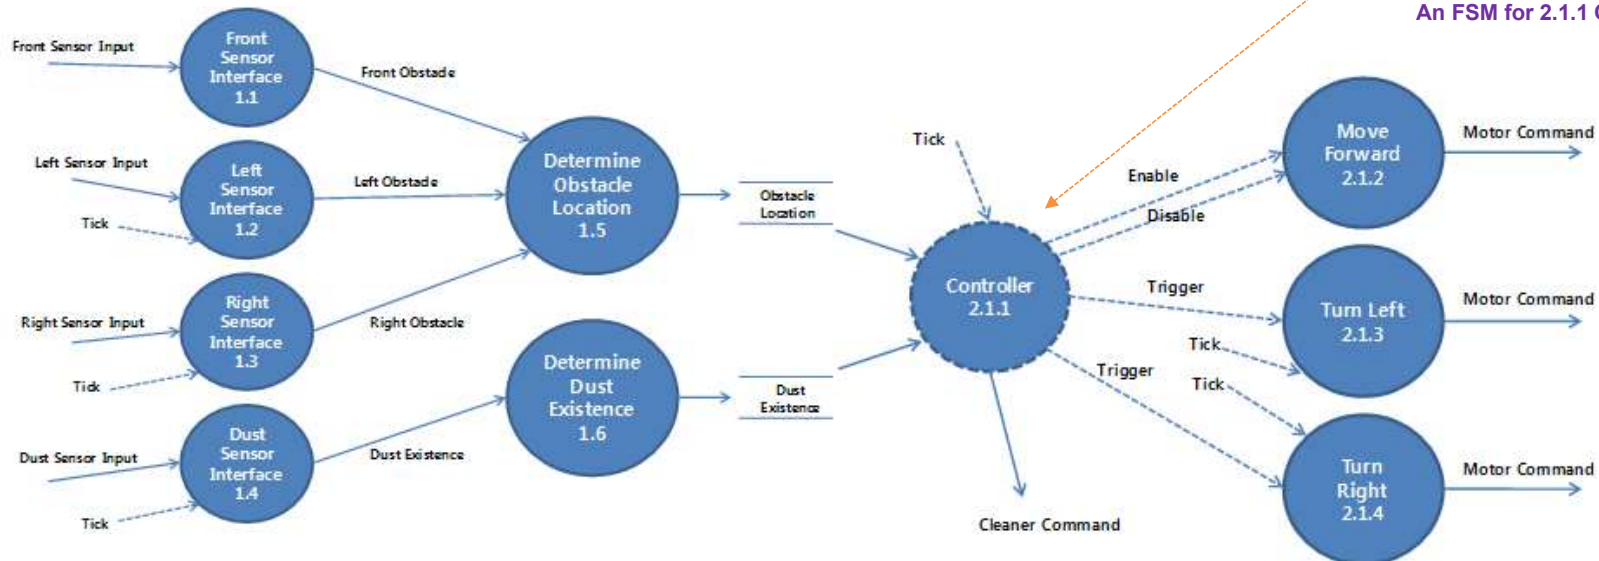 An FSM for 2.1.1
Front Sensor Input
Front
Sensor
Interface
1.1
Front Obstacle
Left Sensor Input
Left
Sensor
Interface
1.2
Tick
Left Obstacle
Right Sensor Input
Right
Sensor
Interface
1.3
Tick
Right Obstacle
Dust Sensor Input
Dust
Sensor
Interface
1.4
Tick
Dust Existence
Determine
Obstacle
Location
1.5
Determine
Dust
Existence
1.6
Obstacle
Location
Dust
Existence
Tick
Controller
2.1.1
Cleaner Command
Enable
Disable
Trigger
Trigger
Tick
Tick
Move
Forward
2.1.2
Motor Command
Turn Left
2.1.3
Motor Command
Turn
Right
2.1.4
Motor Command